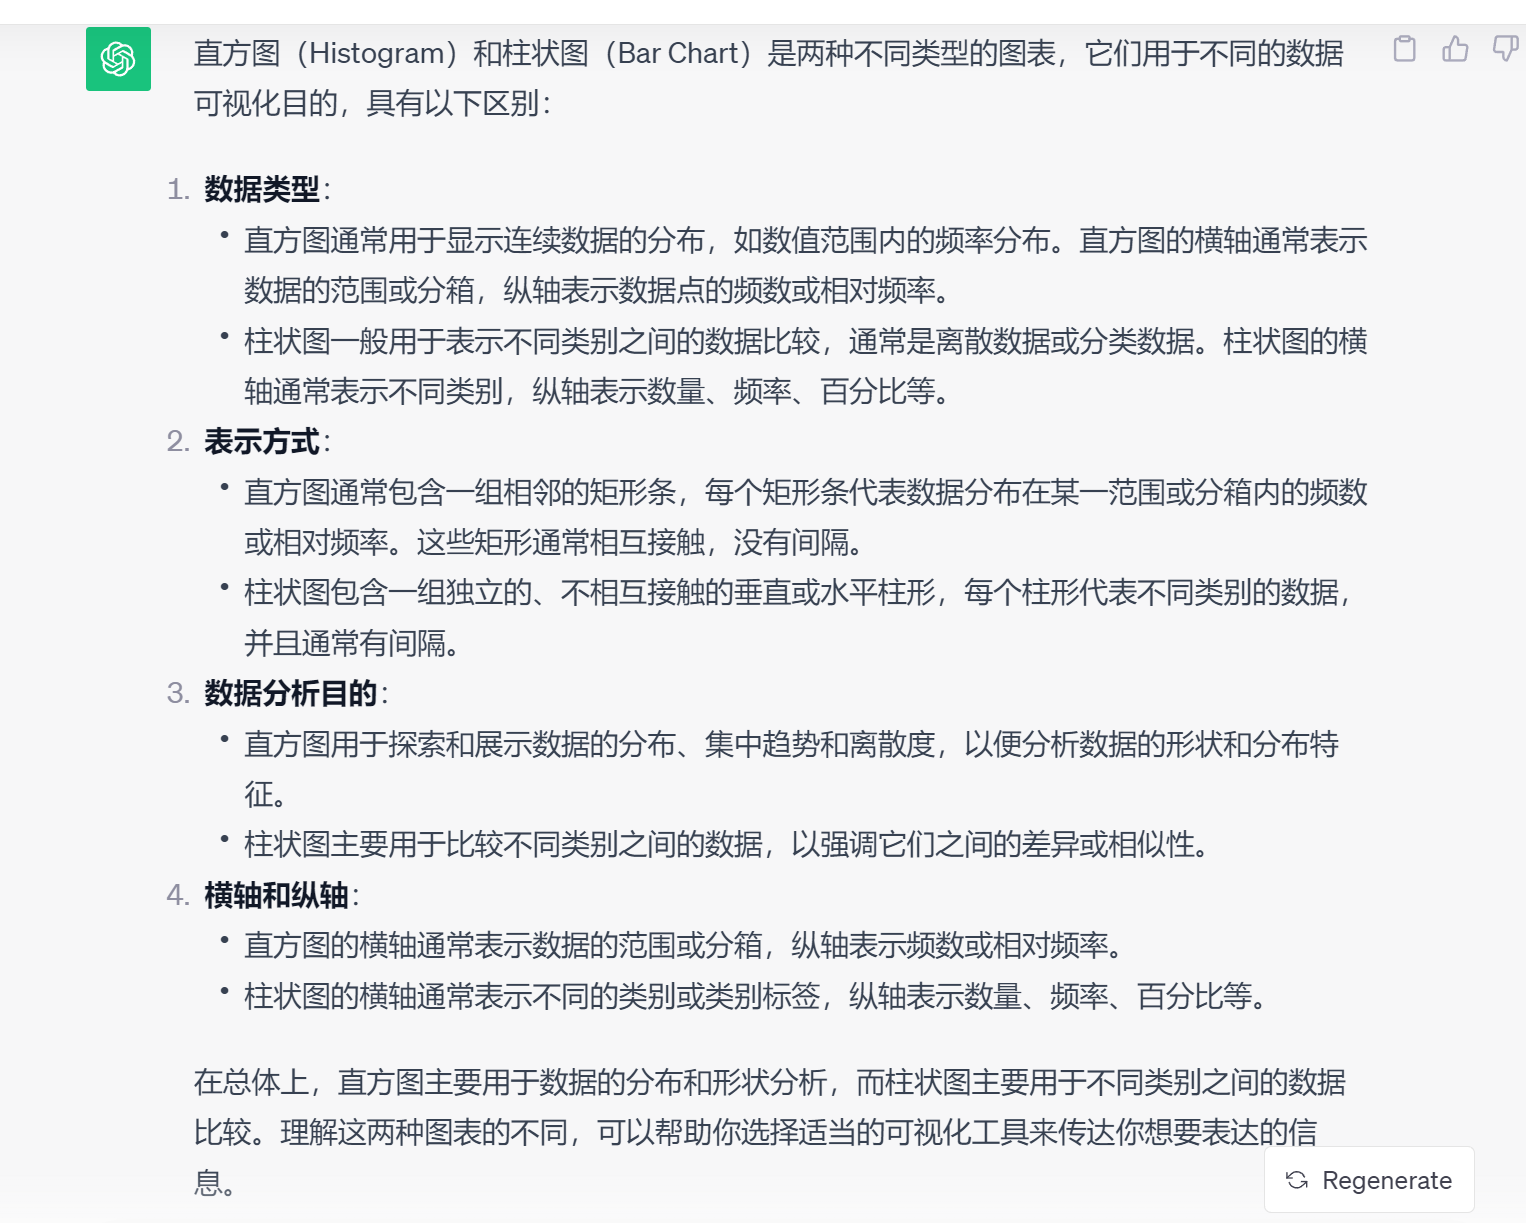 直方图（Histogram）和柱状图（Bar Chart）是两种不同类型的图表，它们用于不同的数据
可视化目的，具有以下区别：
1. 数据类型：
• 直方图通常用于显示连续数据的分布，如数值范围内的频率分布。直方图的横轴通常表示
数据的范围或分箱，纵轴表示数据点的频数或相对频率。
• 柱状图一般用于表示不同类别之间的数据比较，通常是离散数据或分类数据。柱状图的横
轴通常表示不同类别，纵轴表示数量、频率、百分比等。
2. 表示方式：
• 直方图通常包含一组相邻的矩形条，每个矩形条代表数据分布在某一范围或分箱内的频数
或相对频率。这些矩形通常相互接触，没有间隔。
• 柱状图包含一组独立的、不相互接触的垂直或水平柱形，每个柱形代表不同类别的数据，
并且通常有间隔。
3. 数据分析目的：
• 直方图用于探索和展示数据的分布、集中趋势和离散度，以便分析数据的形状和分布特
征。
• 柱状图主要用于比较不同类别之间的数据，以强调它们之间的差异或相似性。
4. 横轴和纵轴：
• 直方图的横轴通常表示数据的范围或分箱，纵轴表示频数或相对频率。
• 柱状图的横轴通常表示不同的类别或类别标签，纵轴表示数量、频率、百分比等。
在总体上，直方图主要用于数据的分布和形状分析，而柱状图主要用于不同类别之间的数据
比较。理解这两种图表的不同，可以帮助你选择适当的可视化工具来传达你想要表达的信
息。
Regenerate